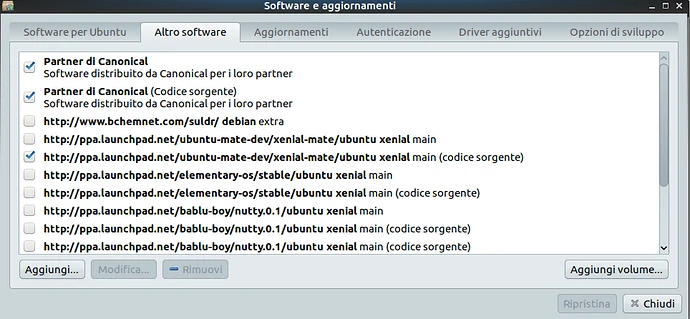 Software e aggiornamenti
Software per Ubuntu Altro software Aggiornamenti Autenticazione Driver aggiuntivi Opzioni di sviluppo
Partner di Canonical
Software distribuito da Canonical per i loro partner
Partner di Canonical (Codice sorgente)
Software distribuito da Canonical per i loro partner
http://www.bchemnet.com/suldr/ debian extra
http://ppa.launchpad.net/ubuntu-mate-dev/xenial-mate/ubuntu xenial main
http://ppa.launchpad.net/ubuntu-mate-dev/xenial-mate/ubuntu xenial main (codice sorgente)
http://ppa.launchpad.net/elementary-os/stable/ubuntu xenial main
http://ppa.launchpad.net/elementary-os/stable/ubuntu xenial main (codice sorgente)
http://ppa.launchpad.net/bablu-boy/nutty.0.1/ubuntu xenial main
http://ppa.launchpad.net/bablu-boy/nutty.0.1/ubuntu xenial main (codice sorgente)
http://ppa.launchpad.net/bablu-boy/nutty.0.1/ubuntu xenial main (codice sorgente)
Aggiungi... Modifica... Rimuovi Aggiungi volume...
Ripristina Chiudi